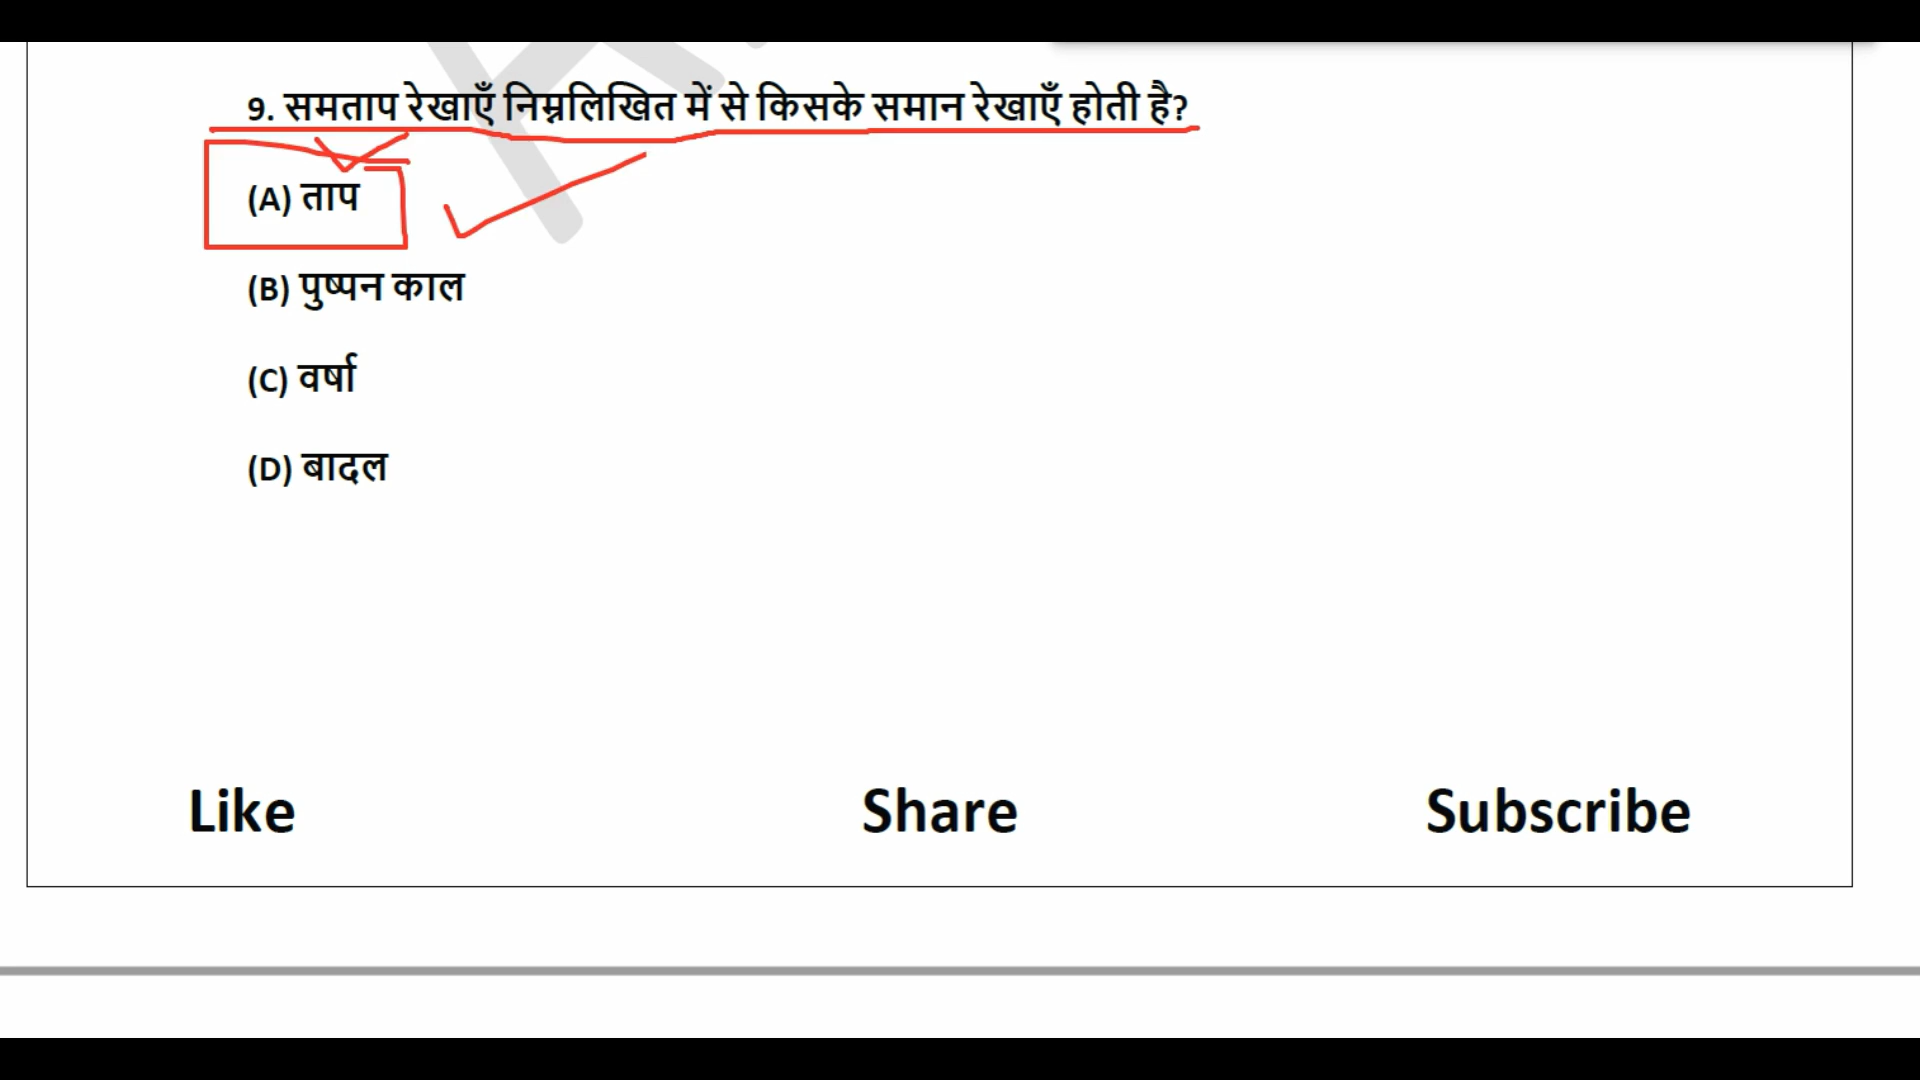 9. समताप रेखाएँ निम्नलिखित में से किसके समान रेखाएँ होती है?
(A) ताप
(B) पुष्पन काल
(C) वर्षा
(D) बादल
Like Share Subscribe